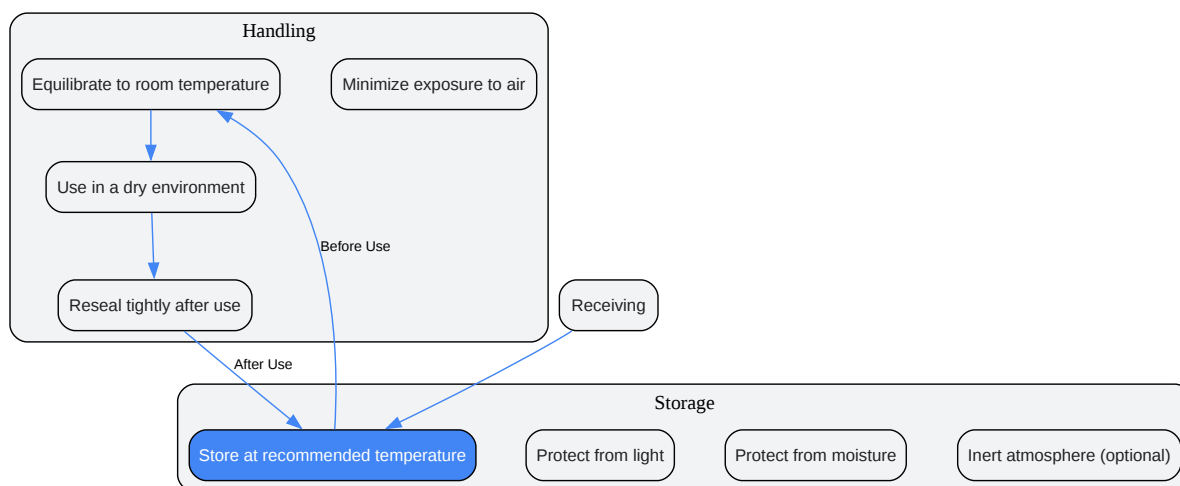 Handling
Equilibrate to room temperature
Minimize exposure to air
Use in a dry environment
Before Use
Reseal tightly after use
Receiving
After Use
Storage
Store at recommended temperature
Protect from light
Protect from moisture
Inert atmosphere (optional)